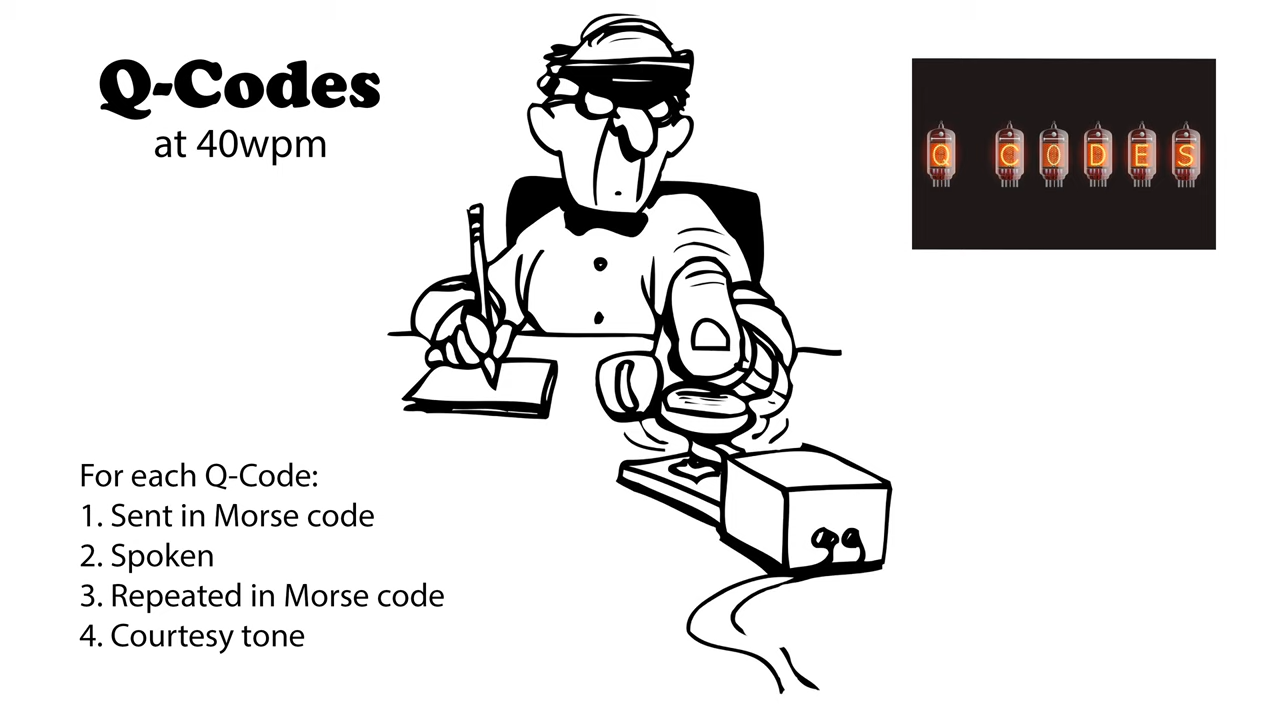 Q-Codes
at 40wpm
Q CODES
For each Q-Code:
1. Sent in Morse code
2. Spoken
3. Repeated in Morse code
4. Courtesy tone